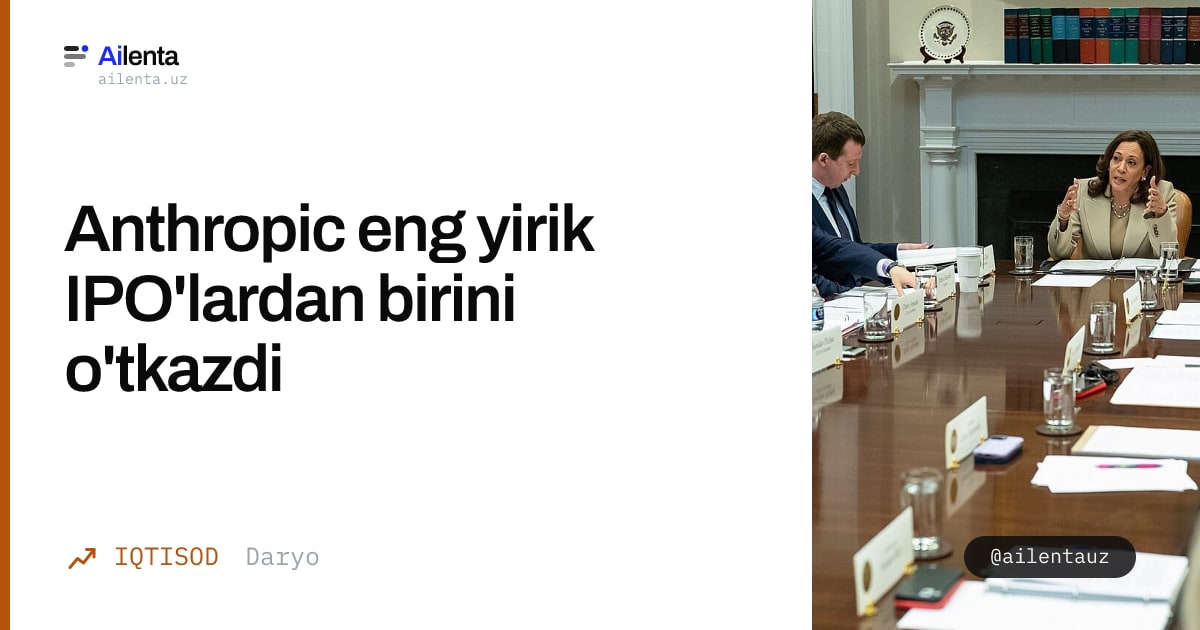 Ailenta
ailenta.uz
Anthropic eng yirik
IPO'lardan birini
o'tkazdi
IQTISOD Daryo
@ailentauz